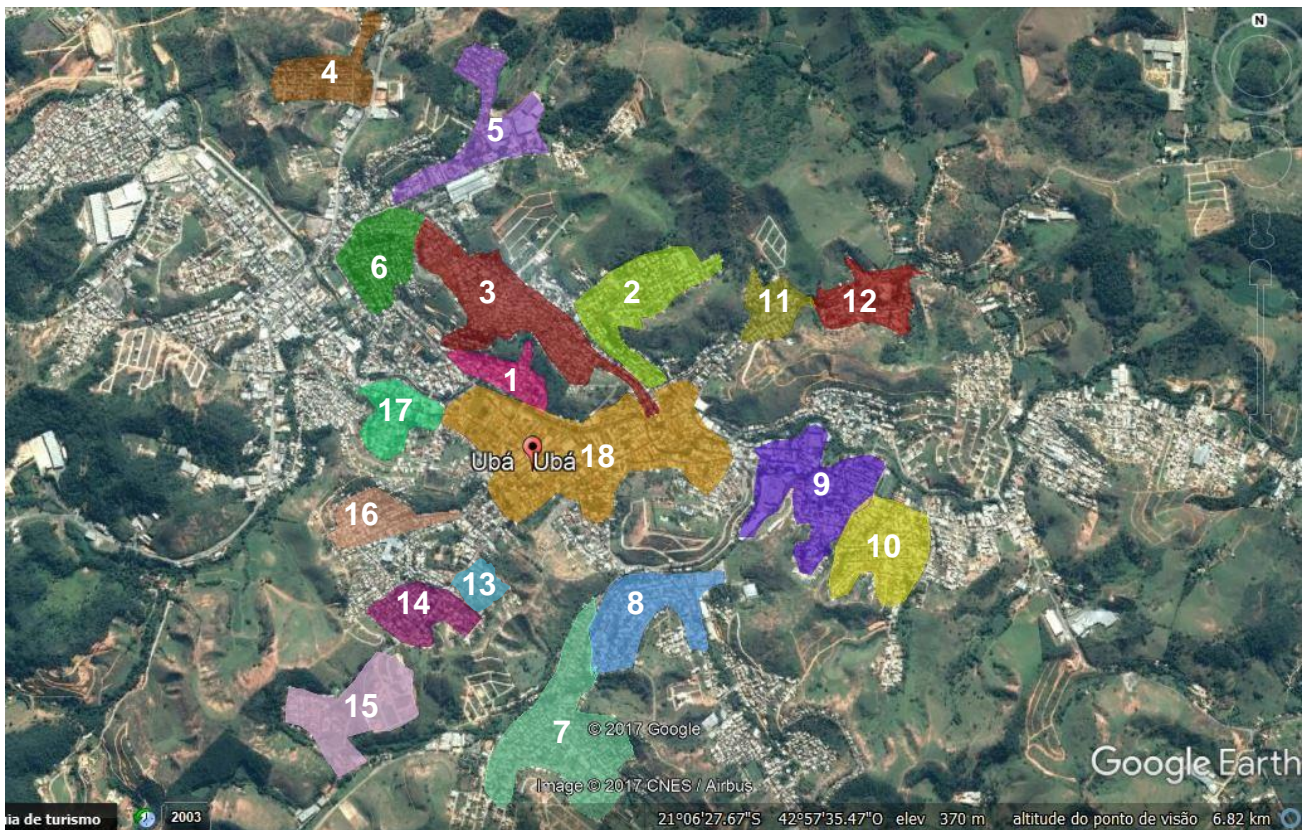 N
4
5
6
3
2
11
12
1
17
Ubá Ubá
18
9
16
10
13
14
8
15
7
© 2017 Google
Image © 2017 CNES / Airbus
Google Earth
uia de turismo
2003
21°06'27.67"S 42°57'35.47"O elev 370 m altitude do ponto de visão 6.82 km